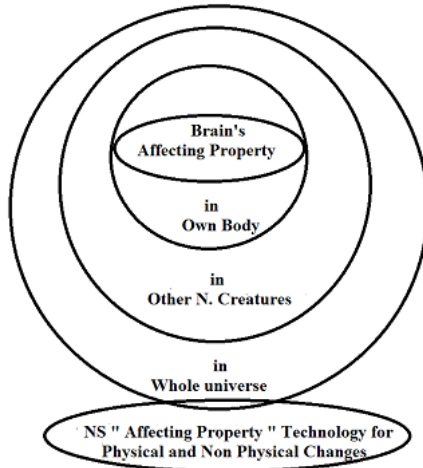 Brain's
Affecting Property
in
Own Body
in
Other N. Creatures
in
Whole universe
NS " Affecting Property " Technology for
Physical and Non Physical Changes